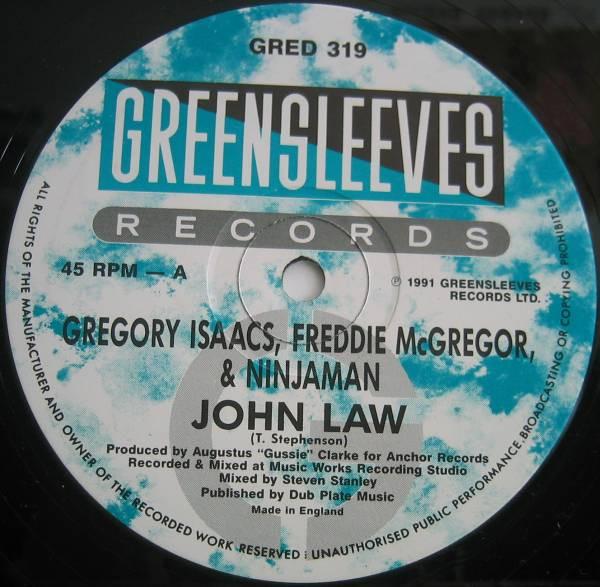 GRED 319
GREENSLEEVES
RECORDS
45 RPM — A
℗ 1991 GREENSLEEVES
RECORDS LTD.
GREGORY ISAACS, FREDDIE McGREGOR,
& NINJAMAN
JOHN LAW
(T. Stephenson)
Produced by Augustus "Gussie" Clarke for Anchor Records
Recorded & Mixed at Music Works Recording Studio
Mixed by Steven Stanley
Published by Dub Plate Music
Made in England
ALL RIGHTS OF THE MANUFACTURER AND OWNER OF THE RECORDED WORK RESERVED : UNAUTHORISED PUBLIC PERFORMANCE, BROADCASTING OR COPYING PROHIBITED